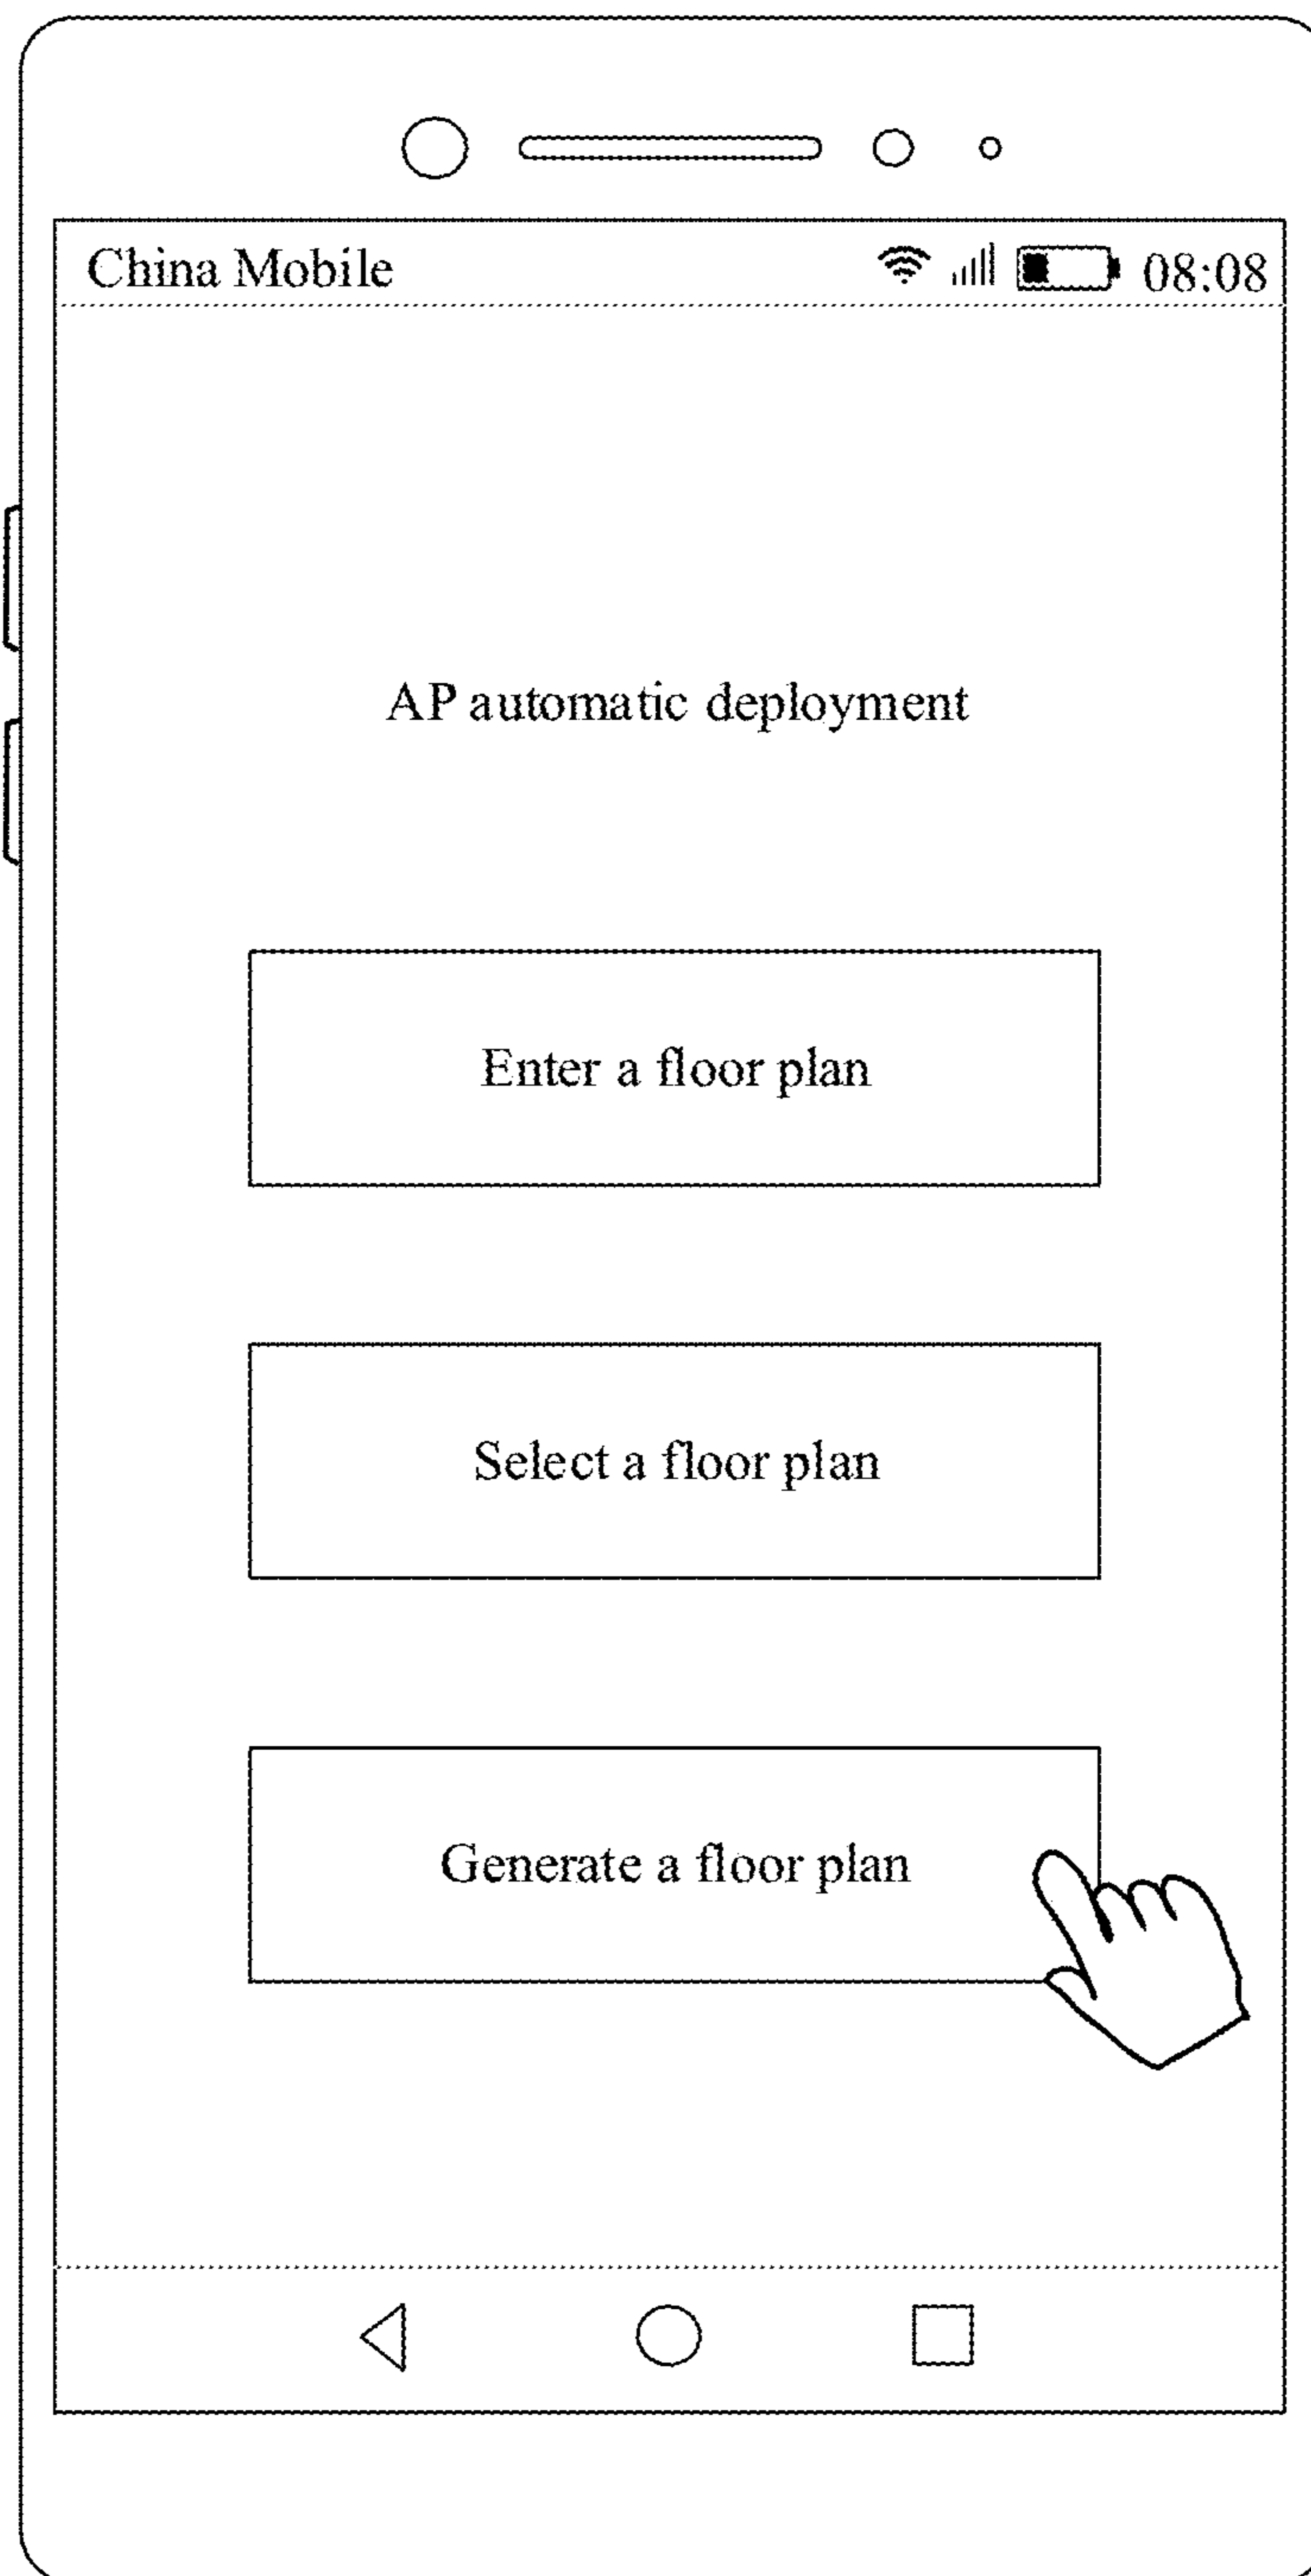 China Mobile 08:08
AP automatic deployment
Enter a floor plan
Select a floor plan
Generate a floor plan